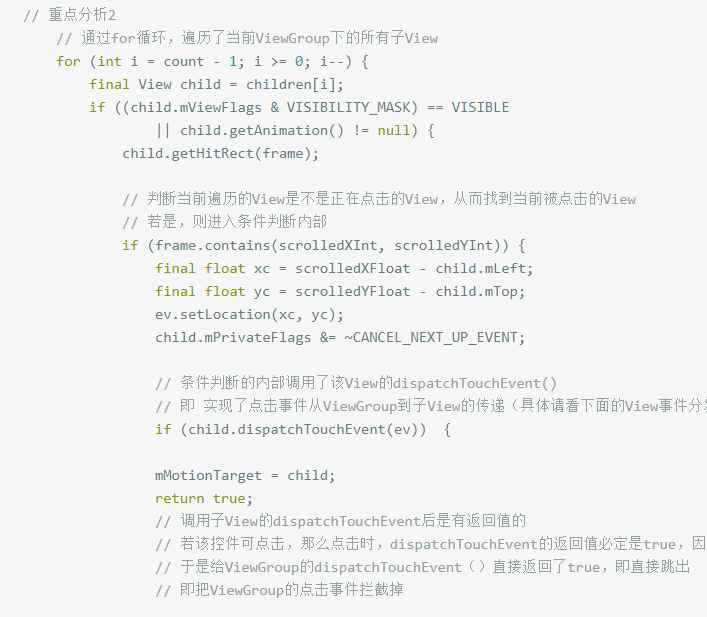 // 重点分析2
// 通过for循环，遍历了当前ViewGroup下的所有子View
for (int i = count - 1; i >= 0; i--) {
final View child = children[i];
if ((child.mViewFlags & VISIBILITY_MASK) == VISIBLE
|| child.getAnimation() != null) {
child.getHitRect(frame);
// 判断当前遍历的View是不是正在点击的View，从而找到当前被点击的View
// 若是，则进入条件判断内部
if (frame.contains(scrolledXInt, scrolledYInt)) {
final float xc = scrolledXFloat - child.mLeft;
final float yc = scrolledYFloat - child.mTop;
ev.setLocation(xc, yc);
child.mPrivateFlags &= ~CANCEL_NEXT_UP_EVENT;
// 条件判断的内部调用了该View的dispatchTouchEvent()
// 即 实现了点击事件从ViewGroup到子View的传递（具体请看下面的View事件分发
if (child.dispatchTouchEvent(ev))  {
mMotionTarget = child;
return true;
// 调用子View的dispatchTouchEvent后是有返回值的
// 若该控件可点击，那么点击时，dispatchTouchEvent的返回值必定是true，因
// 于是给ViewGroup的dispatchTouchEvent（）直接返回了true，即直接跳出
// 即把ViewGroup的点击事件拦截掉